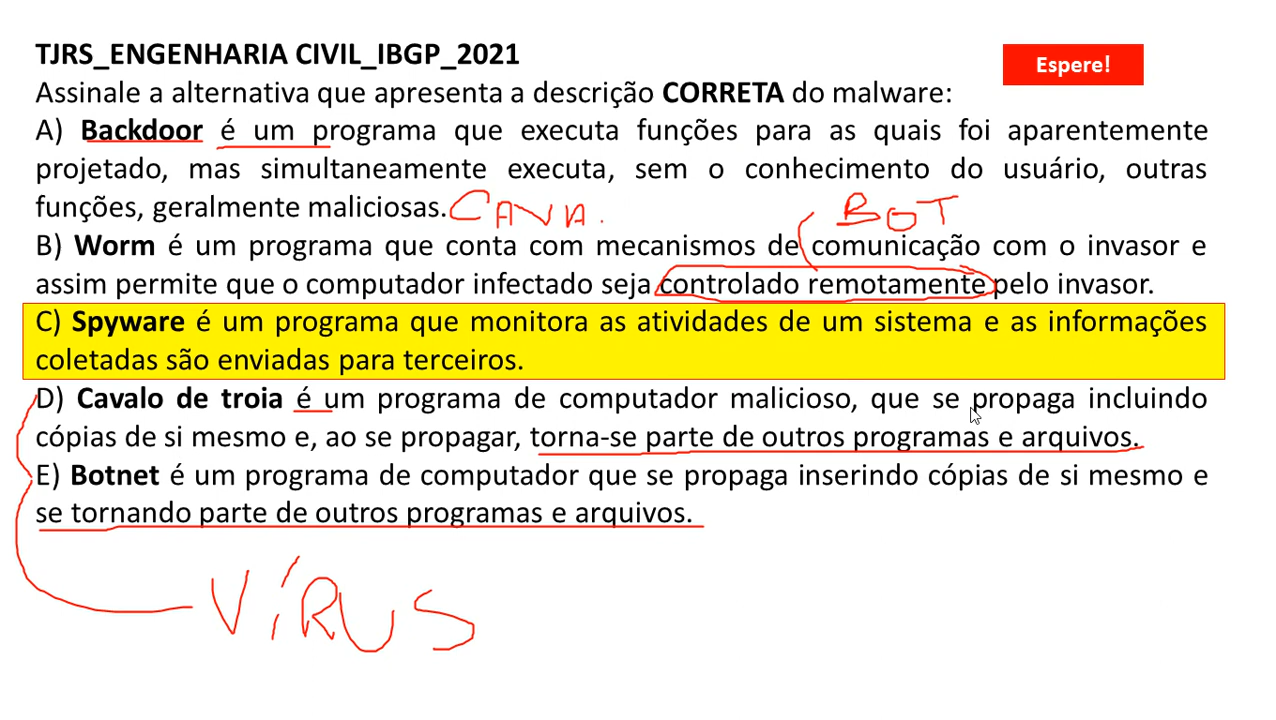 TJRS_ENGENHARIA CIVIL_IBGP_2021
Espere!
Assinale a alternativa que apresenta a descrição CORRETA do malware:
A) Backdoor é um programa que executa funções para as quais foi aparentemente
projetado, mas simultaneamente executa, sem o conhecimento do usuário, outras
funções, geralmente maliciosas. CAVA.
BOT
B) Worm é um programa que conta com mecanismos de comunicação com o invasor e
assim permite que o computador infectado seja controlado remotamente pelo invasor.
C) Spyware é um programa que monitora as atividades de um sistema e as informações
coletadas são enviadas para terceiros.
D) Cavalo de troia é um programa de computador malicioso, que se propaga incluindo
cópias de si mesmo e, ao se propagar, torna-se parte de outros programas e arquivos.
E) Botnet é um programa de computador que se propaga inserindo cópias de si mesmo e
se tornando parte de outros programas e arquivos.
VÍRUS